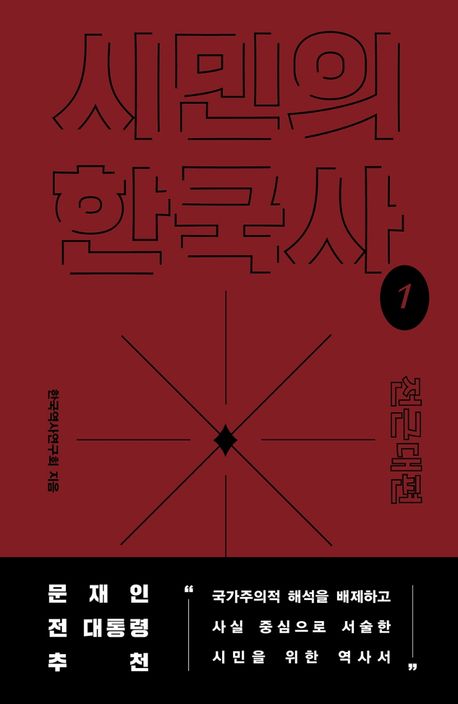 시민의
한국사
1
전근대편
한국역사연구회 지음
문재인
전 대통령
추천
“국가주의적 해석을 배제하고
사실 중심으로 서술한
시민을 위한 역사서”